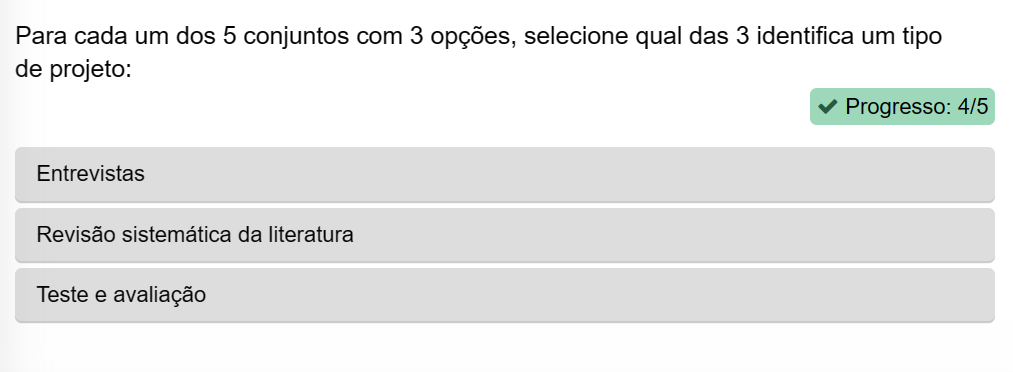 Para cada um dos 5 conjuntos com 3 opções, selecione qual das 3 identifica um tipo
de projeto:
✔ Progresso: 4/5
Entrevistas
Revisão sistemática da literatura
Teste e avaliação